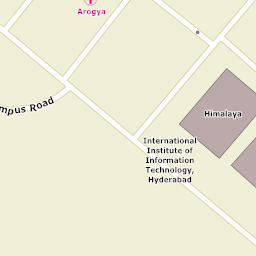 Arogya
mpus Road
Himalaya
International
Institute of
Information
Technology,
Hyderabad